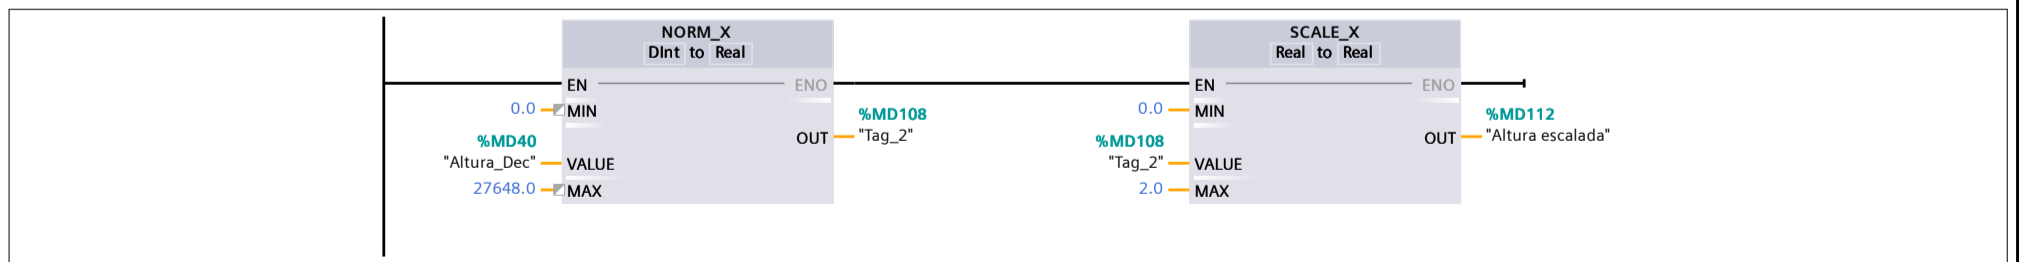 NORM_X
DInt to Real
EN
ENO
0.0
MIN
%MD108
"Tag_2"
OUT
%MD40
"Altura_Dec"
VALUE
27648.0
MAX
SCALE_X
Real to Real
EN
ENO
0.0
MIN
%MD112
"Altura escalada"
OUT
%MD108
"Tag_2"
VALUE
2.0
MAX